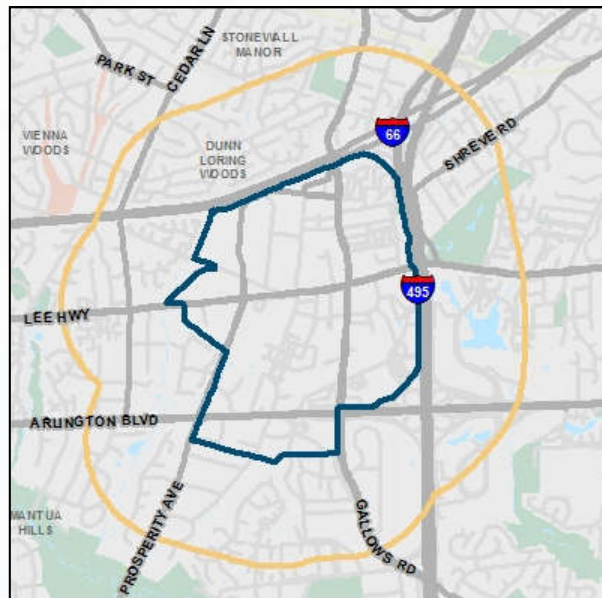 STONEWALL
MANOR
PARK ST
CEDAR LN
66
VIENNA
WOODS
DUNN
LORING
WOODS
SHREVE RD
495
LEE HWY
ARLINGTON BLVD
MANTUA
HILLS
PROSPERITY AVE
GALLOWS RD